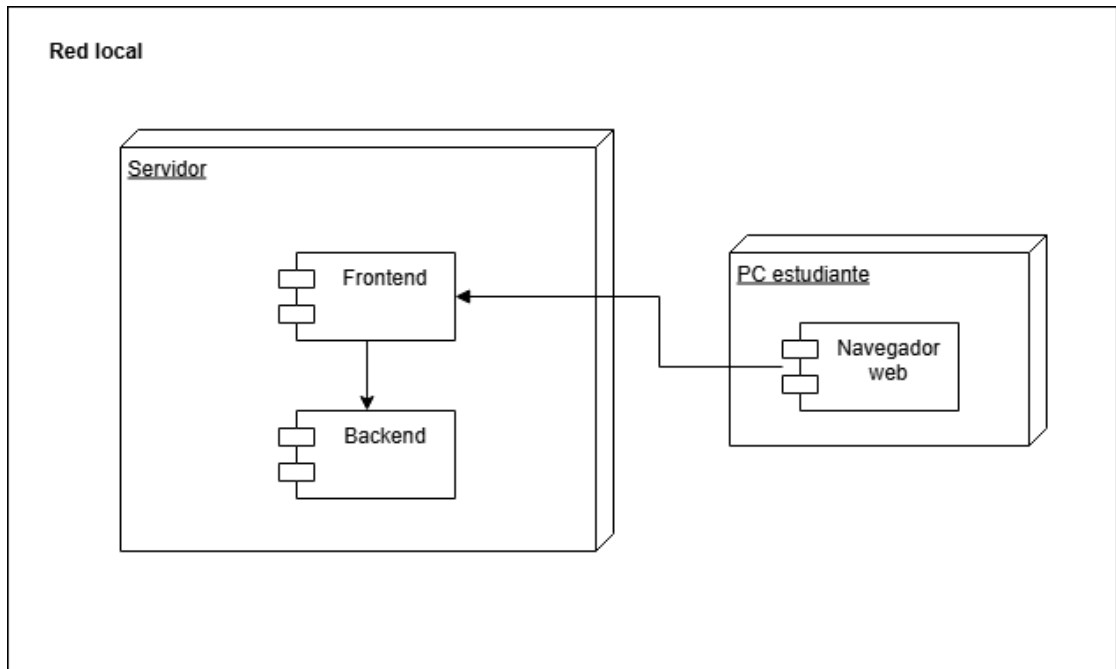 Red local
Servidor
Frontend
Backend
PC estudiante
Navegador
web